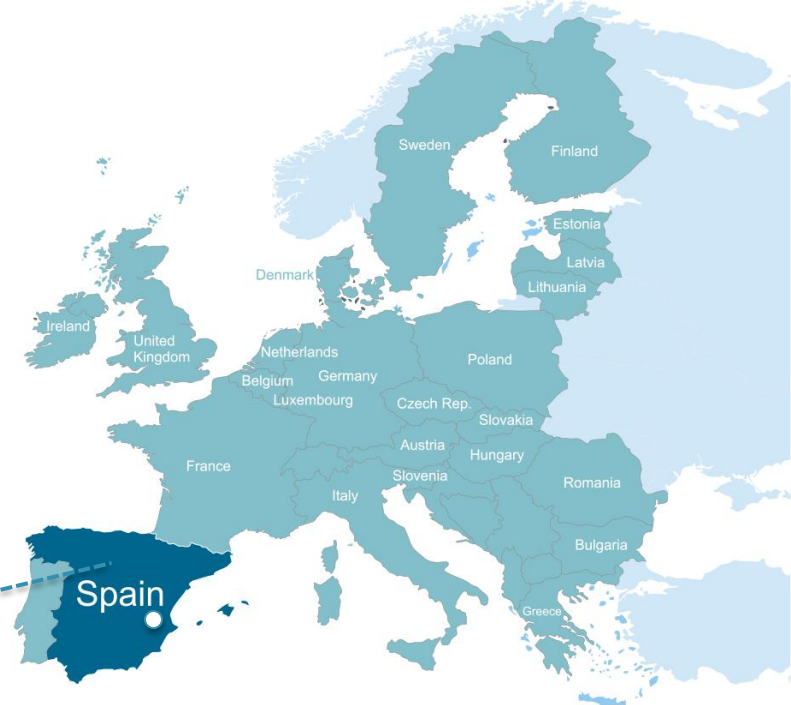 Sweden
Finland
Estonia
Latvia
Lithuania
Denmark
Ireland
United
Kingdom
Netherlands
Belgium
Germany
Luxembourg
Poland
Czech Rep.
Slovakia
Austria
Hungary
France
Slovenia
Italy
Romania
Bulgaria
Spain
Greece